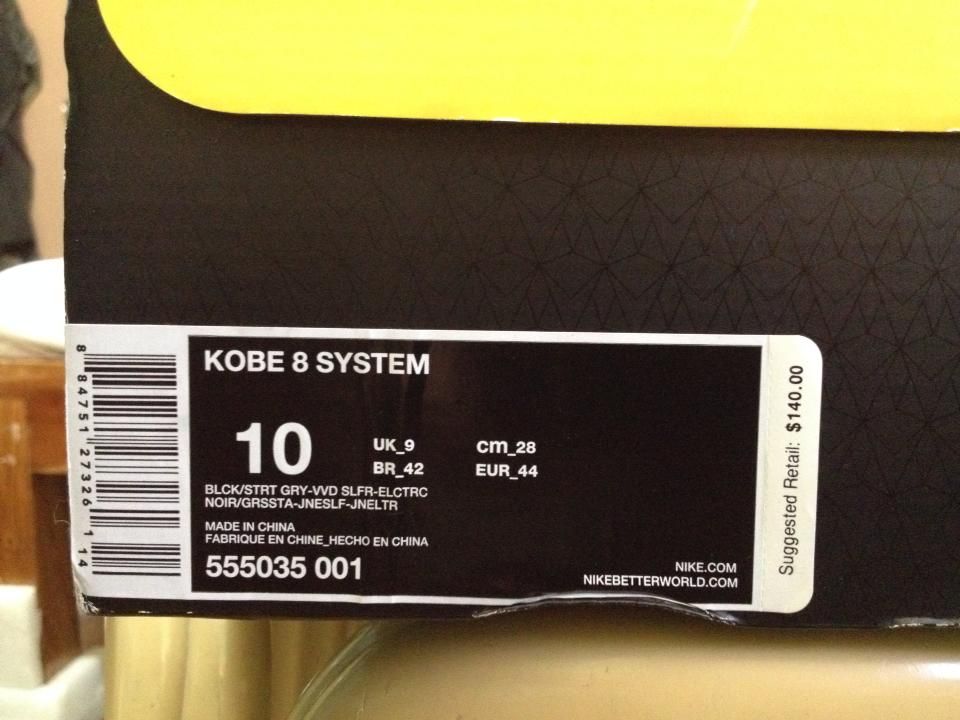 KOBE 8 SYSTEM
10
UK_9 cm_28
BR_42 EUR_44
BLCK/STRT GRY-VVD SLFR-ELCTRC
NOIR/GRSSTA-JNESLF-JNELTR
MADE IN CHINA
FABRIQUE EN CHINE_HECHO EN CHINA
555035 001
NIKE.COM
NIKEBETTERWORLD.COM
8 84751 27326 1 14
Suggested Retail: $140.00